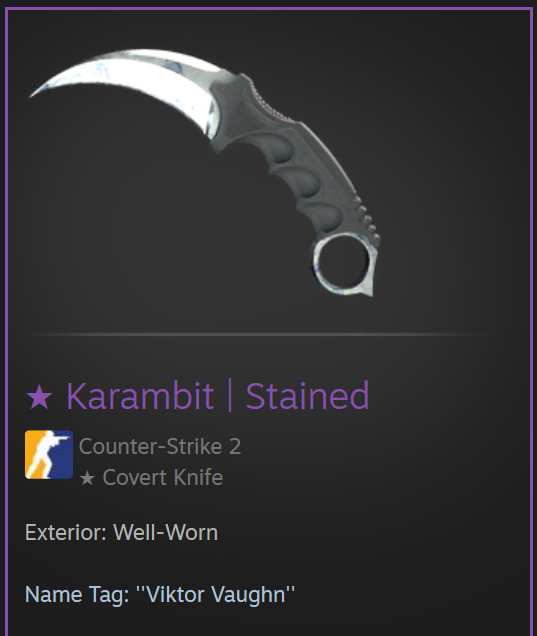 ★ Karambit | Stained
Counter-Strike 2
★ Covert Knife
Exterior: Well-Worn
Name Tag: ''Viktor Vaughn''